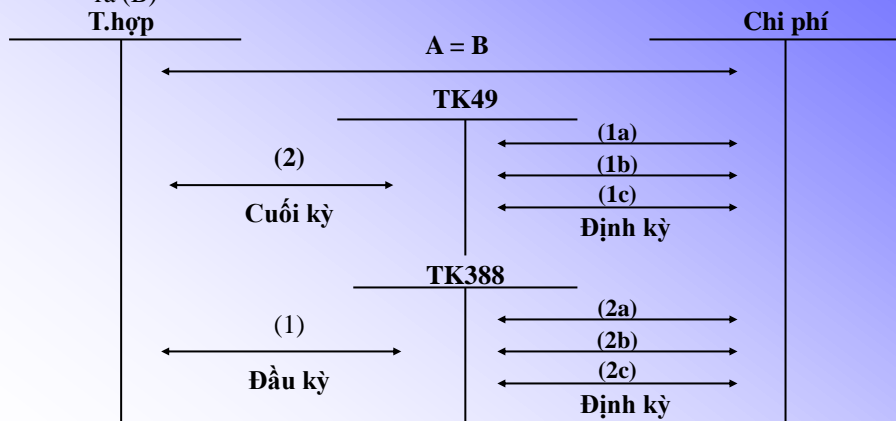 ra (B)
T.hợp Chi phí
A = B
TK49
(1a)
(2) (1b)
(1c)
Cuối kỳ Định kỳ
TK388
(2a)
(1) (2b)
(2c)
Đầu kỳ Định kỳ